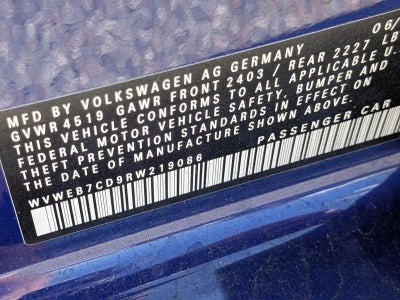 MFD BY VOLKSWAGEN AG GERMANY 06/
GVWR 4519 GAWR FRONT 2403 / REAR 2227 LB
THIS VEHICLE CONFORMS TO ALL APPLICABLE U.S
FEDERAL MOTOR VEHICLE SAFETY, BUMPER AND
THEFT PREVENTION STANDARDS IN EFFECT ON
THE DATE OF MANUFACTURE SHOWN ABOVE.
WVWEB7CD9RW219086 PASSENGER CAR